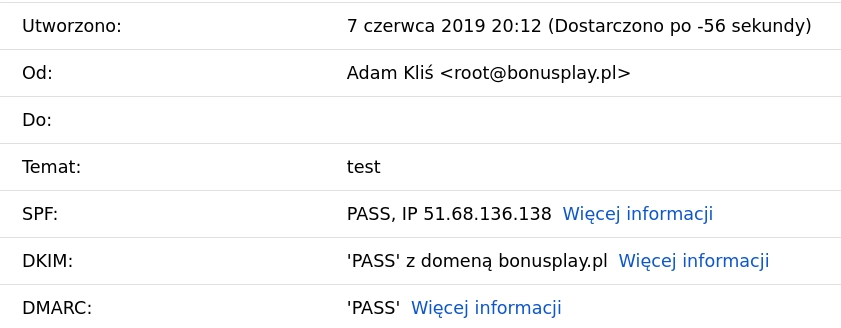 Utworzono: 7 czerwca 2019 20:12 (Dostarczono po -56 sekundy)
Od: Adam Kliś <root@bonusplay.pl>
Do:
Temat: test
SPF: PASS, IP 51.68.136.138 Więcej informacji
DKIM: 'PASS' z domeną bonusplay.pl Więcej informacji
DMARC: 'PASS' Więcej informacji